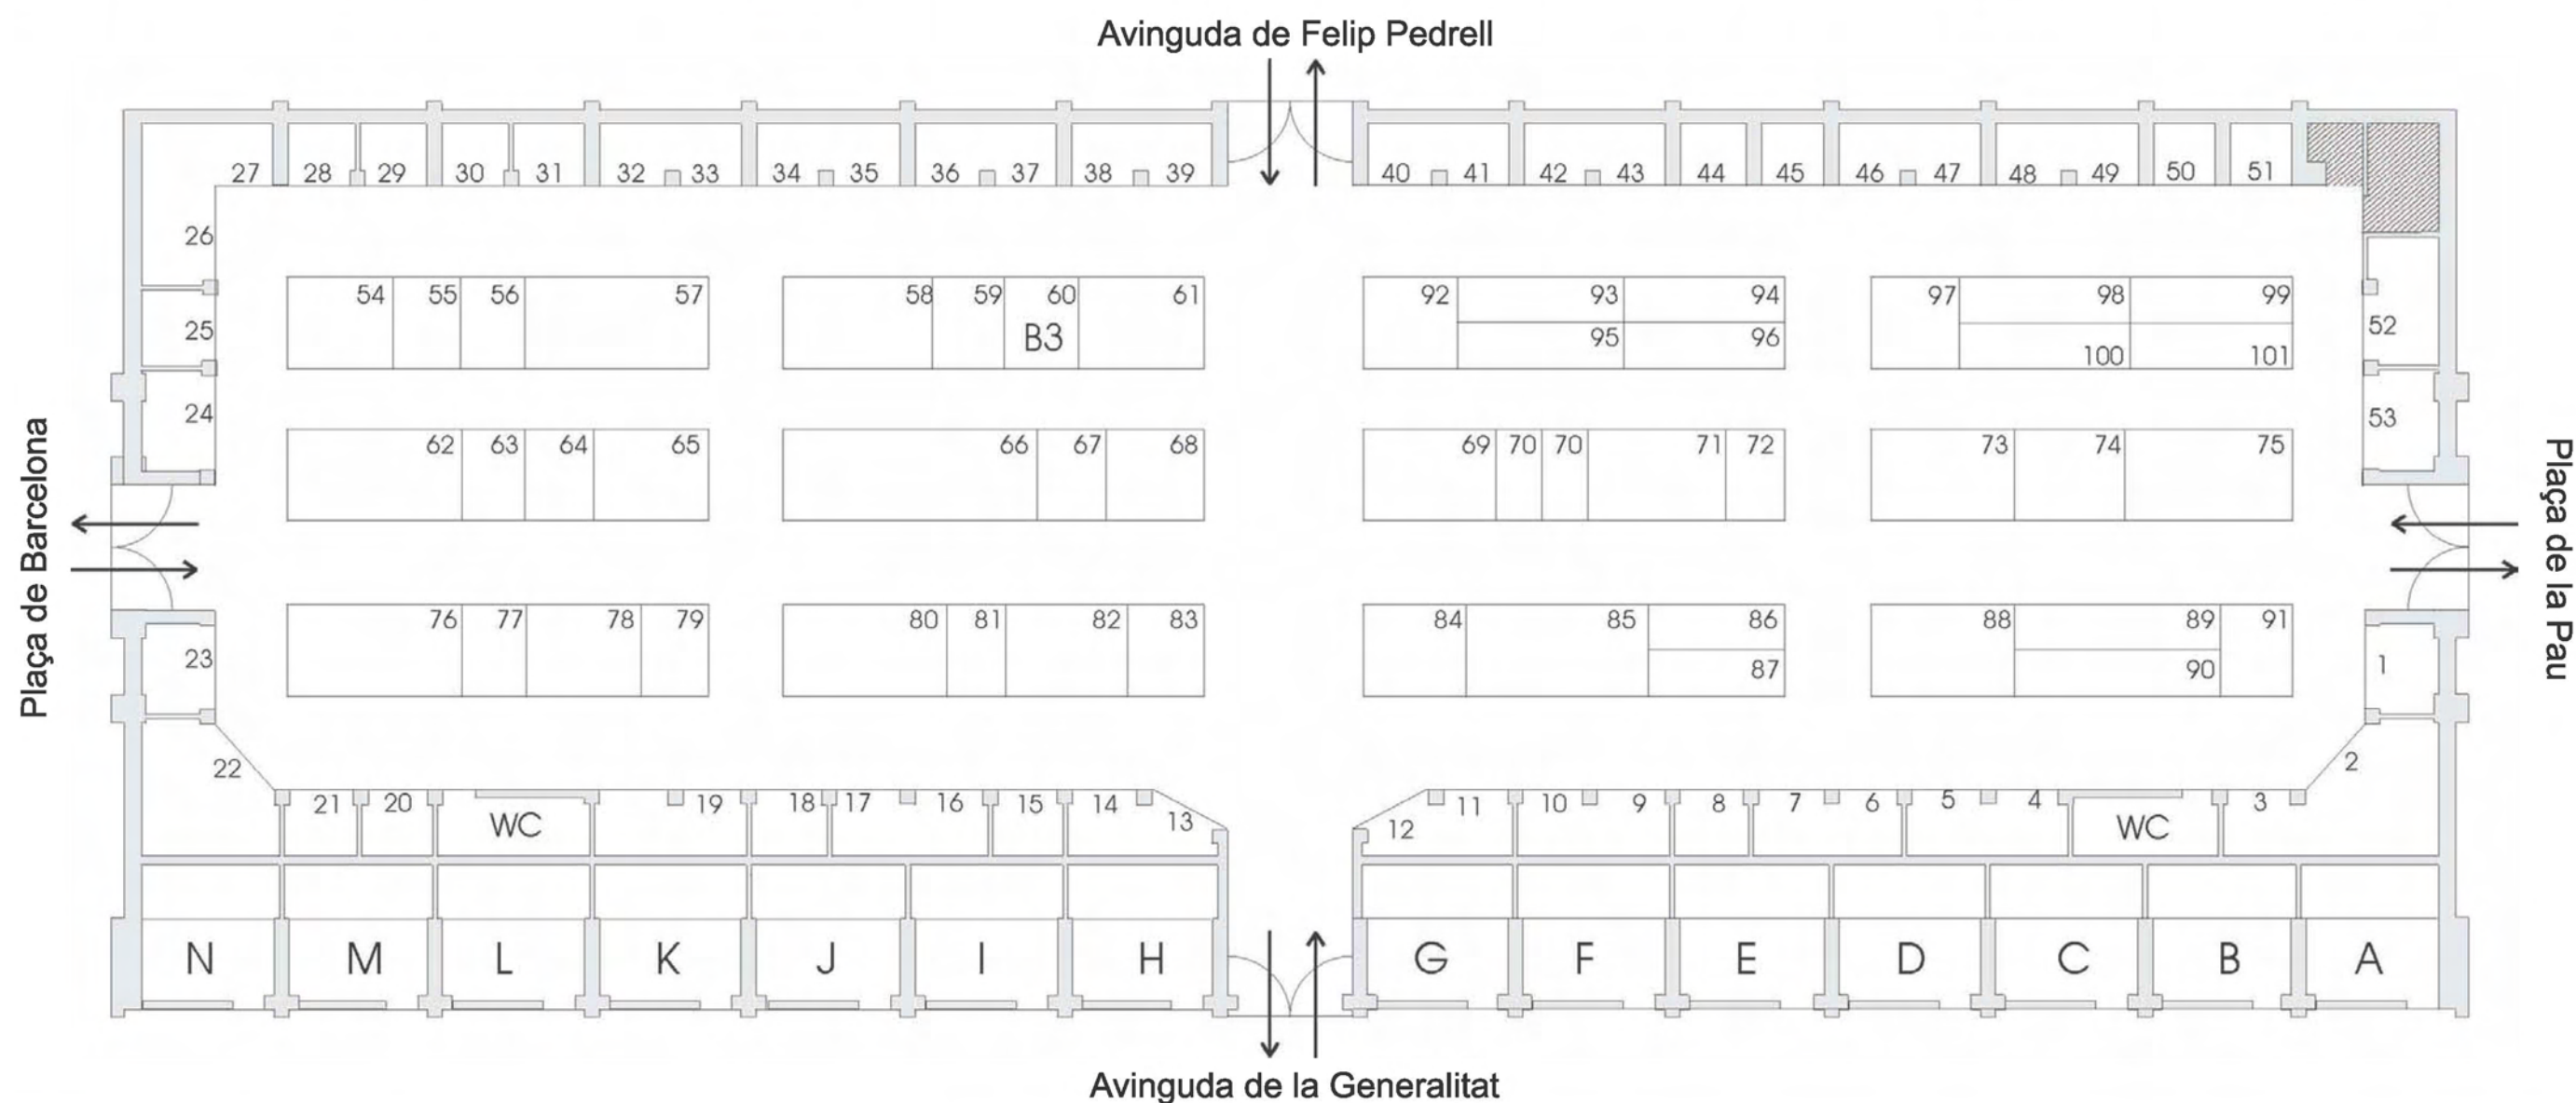 Avinguda de Felip Pedrell
27 28 29 30 31 32 33 34 35 36 37 38 39 40 41 42 43 44 45 46 47 48 49 50 51
26
54 55 56 57 58 59 60 61 92 93 94 97 98 99
25 B3 95 96 52
100 101
24 53
62 63 64 65 66 67 68 69 70 70 71 72 73 74 75
Plaça de Barcelona
Plaça de la Pau
76 77 78 79 80 81 82 83 84 85 86 88 89 91
23 87 90 1
22 2
21 20 19 18 17 16 15 14 11 10 9 8 7 6 5 4 3
WC 13 12 WC
N M L K J I H G F E D C B A
Avinguda de la Generalitat